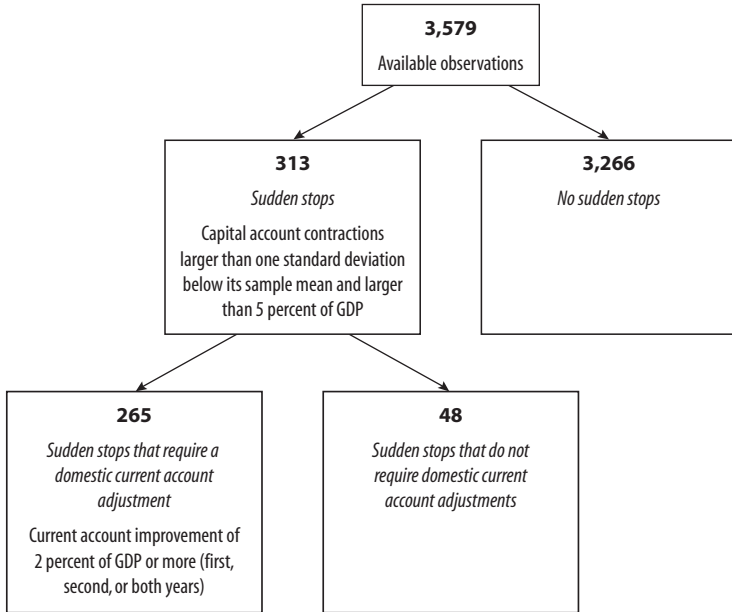 3,579
Available observations
313
Sudden stops
Capital account contractions
larger than one standard deviation
below its sample mean and larger
than 5 percent of GDP
3,266
No sudden stops
265
Sudden stops that require a
domestic current account
adjustment
Current account improvement of
2 percent of GDP or more (first,
second, or both years)
48
Sudden stops that do not
require domestic current
account adjustments